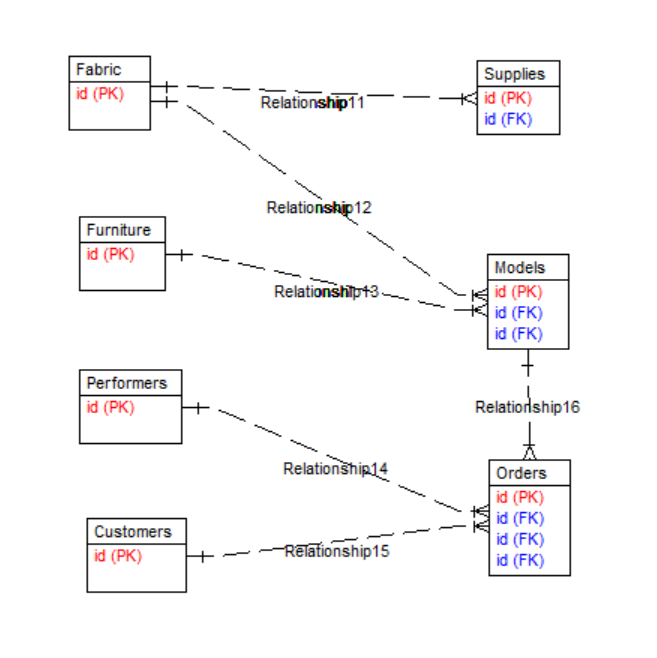 Fabric
id (PK)
Supplies
id (PK)
id (FK)
Relationship11
Relationship12
Furniture
id (PK)
Relationship13
Models
id (PK)
id (FK)
id (FK)
Performers
id (PK)
Relationship16
Relationship14
Orders
id (PK)
id (FK)
id (FK)
id (FK)
Customers
id (PK)
Relationship15